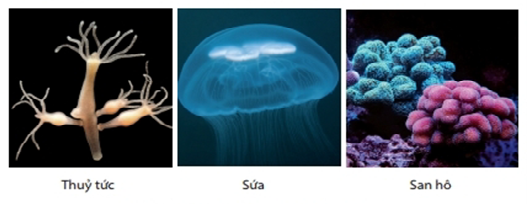 Thuỷ tức
Sứa
San hô